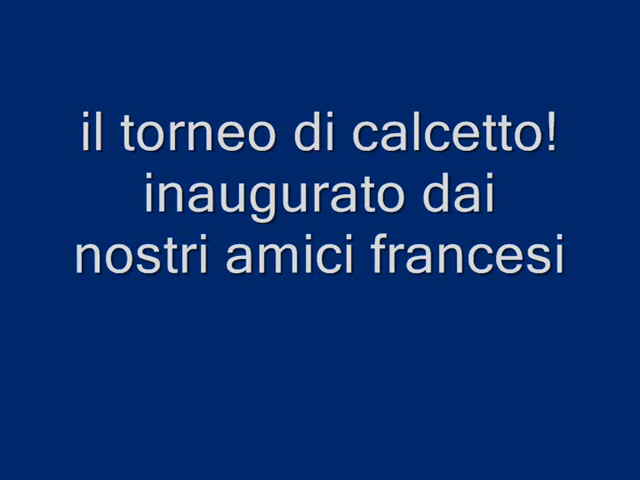 il torneo di calcetto!
inaugurato dai
nostri amici francesi